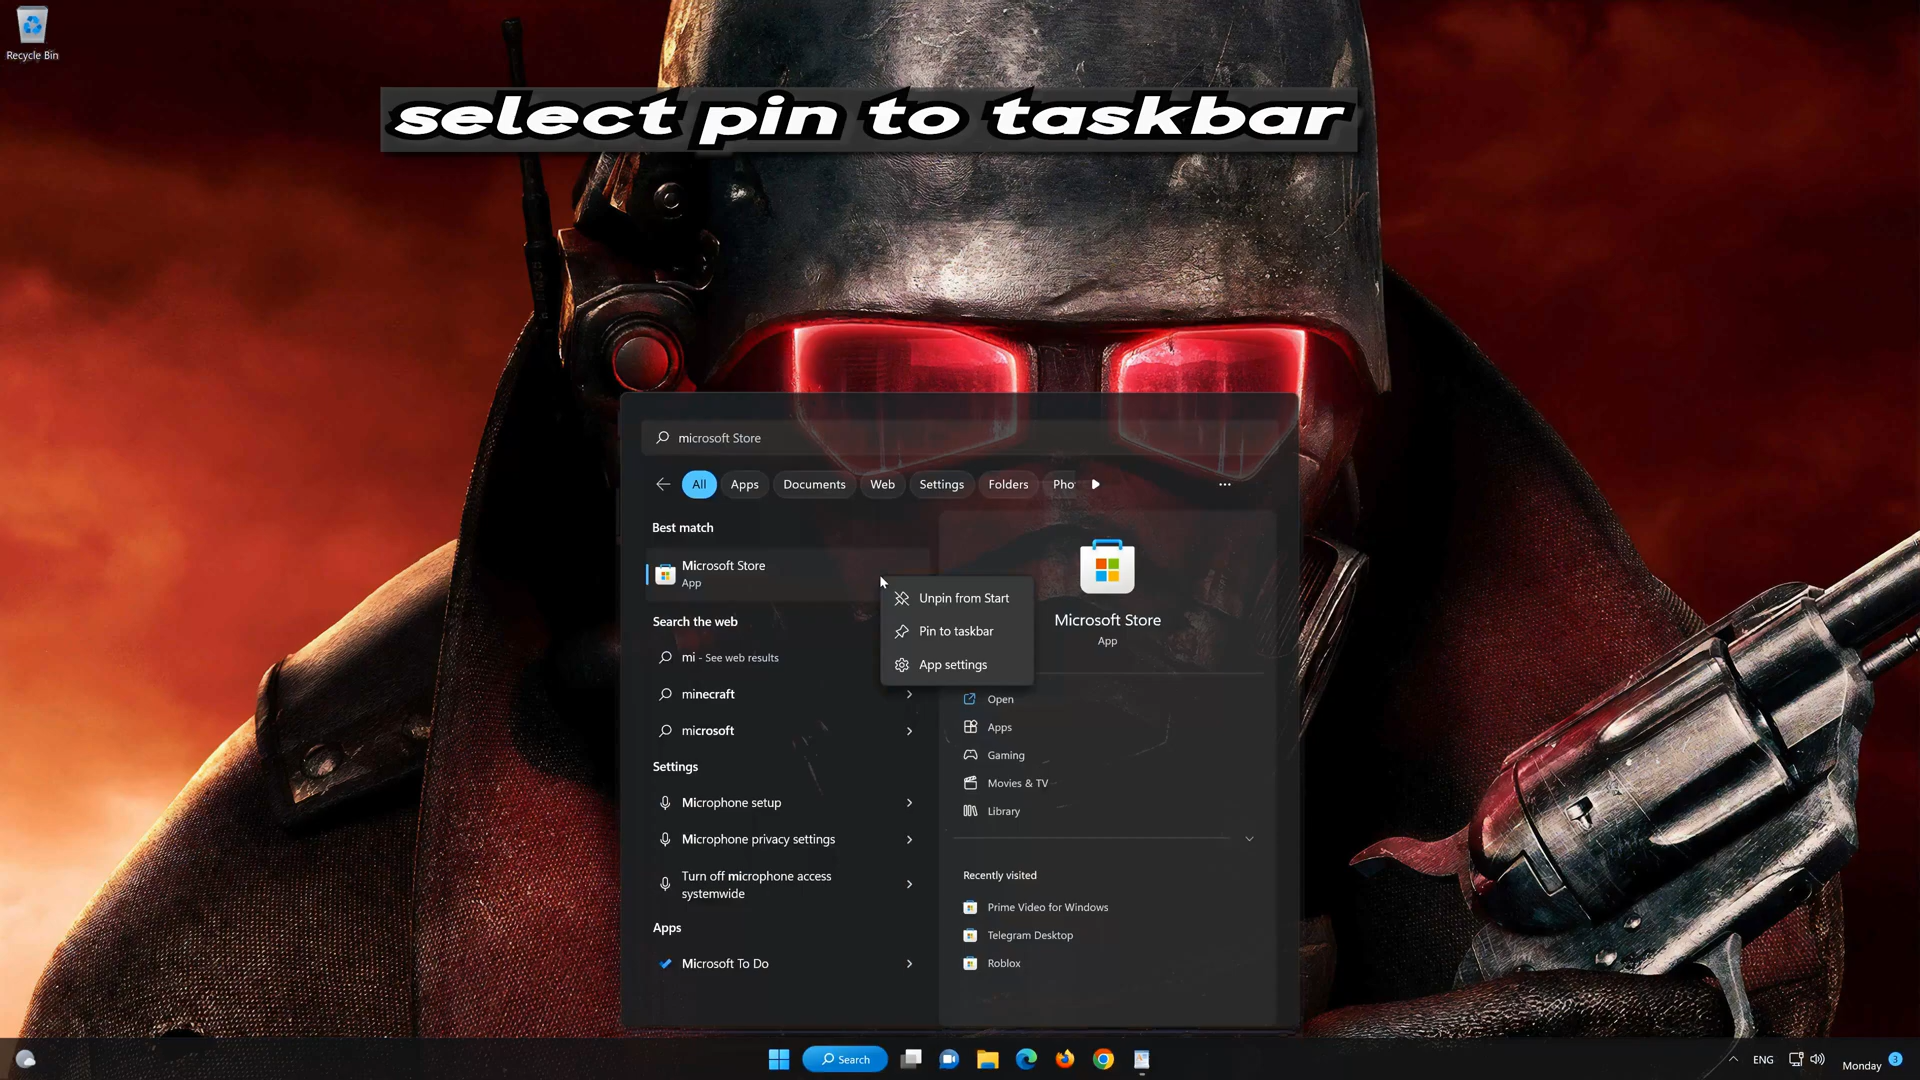 Recycle Bin
select pin to taskbar
microsoft Store
All
Apps
Documents
Web
Settings
Folders
Pho
Best match
Microsoft Store
App
Search the web
mi - See web results
minecraft
microsoft
Settings
Microphone setup
Microphone privacy settings
Turn off microphone access
systemwide
Apps
Microsoft To Do
Unpin from Start
Pin to taskbar
App settings
Microsoft Store
App
Open
Apps
Gaming
Movies & TV
Library
Recently visited
Prime Video for Windows
Telegram Desktop
Roblox
Search
ENG
Monday
3